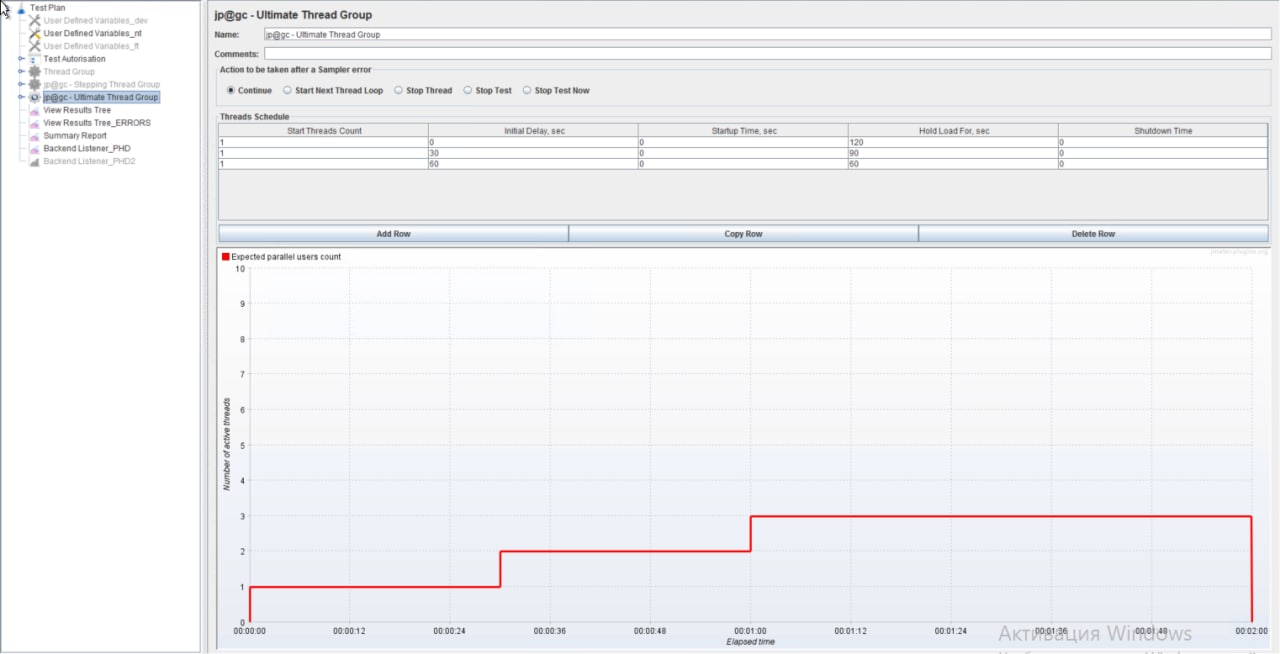 Test Plan
User Defined Variables_dev
User Defined Variables_nt
User Defined Variables_ft
Test Autorisation
Thread Group
jp@gc - Stepping Thread Group
jp@gc - Ultimate Thread Group
View Results Tree
View Results Tree_ERRORS
Summary Report
Backend Listener_PHD
Backend Listener_PHD2
jp@gc - Ultimate Thread Group
Name: jp@gc - Ultimate Thread Group
Comments:
Action to be taken after a Sampler error
Continue Start Next Thread Loop Stop Thread Stop Test Stop Test Now
Threads Schedule
Start Threads Count Initial Delay, sec Startup Time, sec Hold Load For, sec Shutdown Time
1 0 0 120 0
1 30 0 90 0
1 60 0 60 0
Add Row Copy Row Delete Row
Expected parallel users count
jmeter-plugins.org
10
9
8
7
6
5
4
3
2
1
0
Number of active threads
00:00:00 00:00:12 00:00:24 00:00:36 00:00:48 00:01:00 00:01:12 00:01:24 00:01:36 00:01:48 00:02:00
Elapsed time
Активация Windows